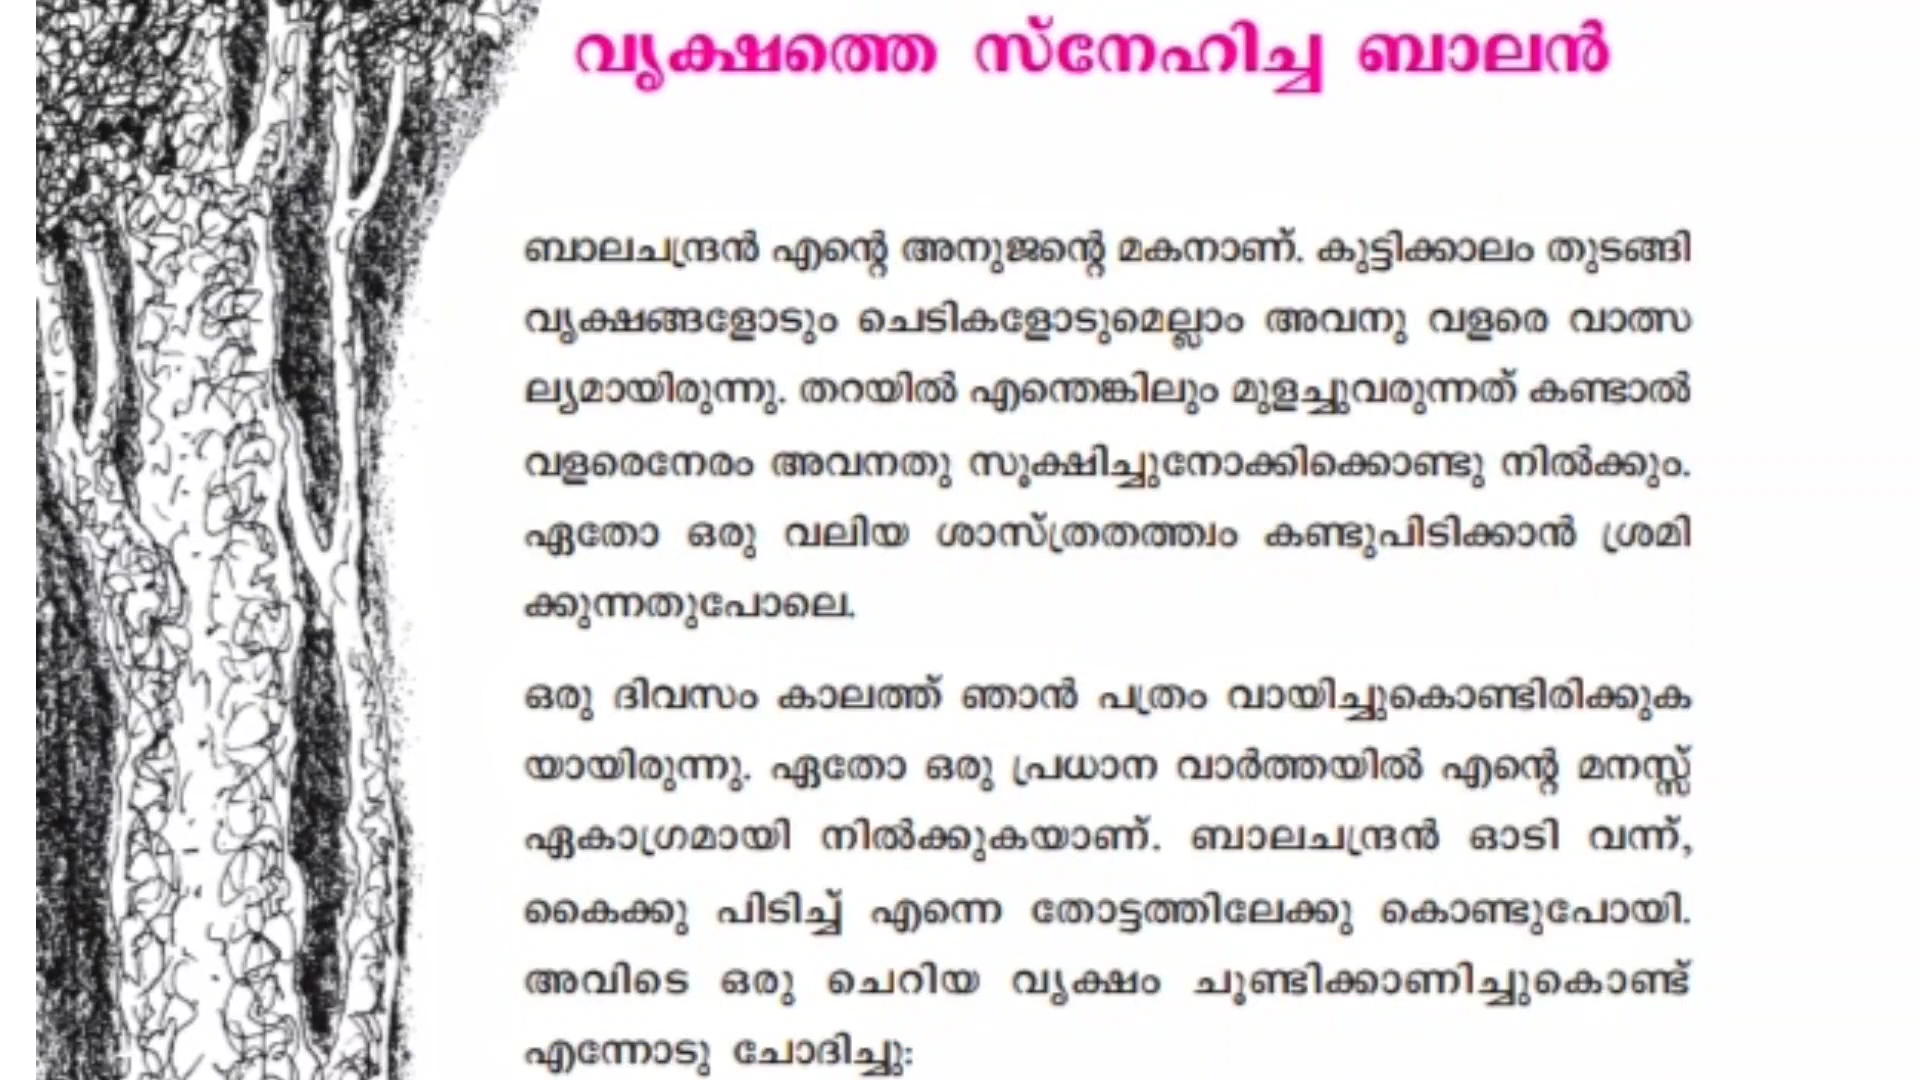 വൃക്ഷത്തെ സ്നേഹിച്ച ബാലൻ
ബാലചന്ദ്രൻ എന്റെ അനുജന്റെ മകനാണ്. കുട്ടിക്കാലം തുടങ്ങി
വൃക്ഷങ്ങളോടും ചെടികളോടുമെല്ലാം അവനു വളരെ വാത്സ
ല്യമായിരുന്നു. തറയിൽ എന്തെങ്കിലും മുളച്ചുവരുന്നത് കണ്ടാൽ
വളരെനേരം അവനതു സൂക്ഷിച്ചുനോക്കിക്കൊണ്ടു നിൽക്കും.
ഏതോ ഒരു വലിയ ശാസ്ത്രതത്ത്വം കണ്ടുപിടിക്കാൻ ശ്രമി
ക്കുന്നതുപോലെ.
ഒരു ദിവസം കാലത്ത് ഞാൻ പത്രം വായിച്ചുകൊണ്ടിരിക്കുക
യായിരുന്നു. ഏതോ ഒരു പ്രധാന വാർത്തയിൽ എന്റെ മനസ്സ്
ഏകാഗ്രമായി നിൽക്കുകയാണ്. ബാലചന്ദ്രൻ ഓടി വന്ന്,
കൈക്കു പിടിച്ച് എന്നെ തോട്ടത്തിലേക്കു കൊണ്ടുപോയി.
അവിടെ ഒരു ചെറിയ വൃക്ഷം ചൂണ്ടിക്കാണിച്ചുകൊണ്ട്
എന്നോടു ചോദിച്ചു: